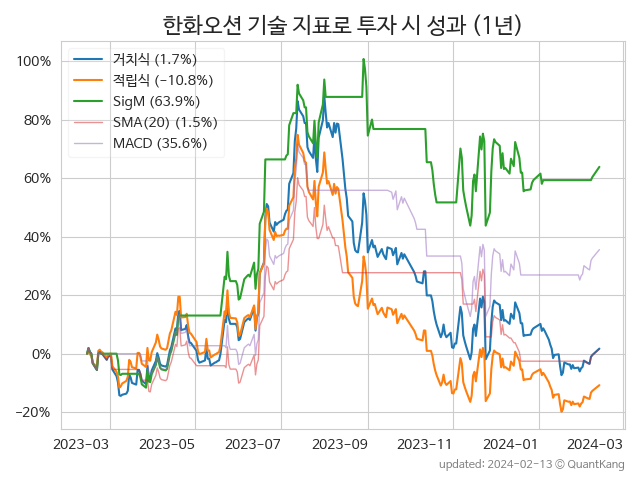 한화오션 기술 지표로 투자 시 성과 (1년)
거치식 (1.7%)
적립식 (−10.8%)
SigM (63.9%)
SMA(20) (1.5%)
MACD (35.6%)
100%
80%
60%
40%
20%
0%
−20%
2023-03 2023-05 2023-07 2023-09 2023-11 2024-01 2024-03
updated: 2024-02-13 © QuantKang